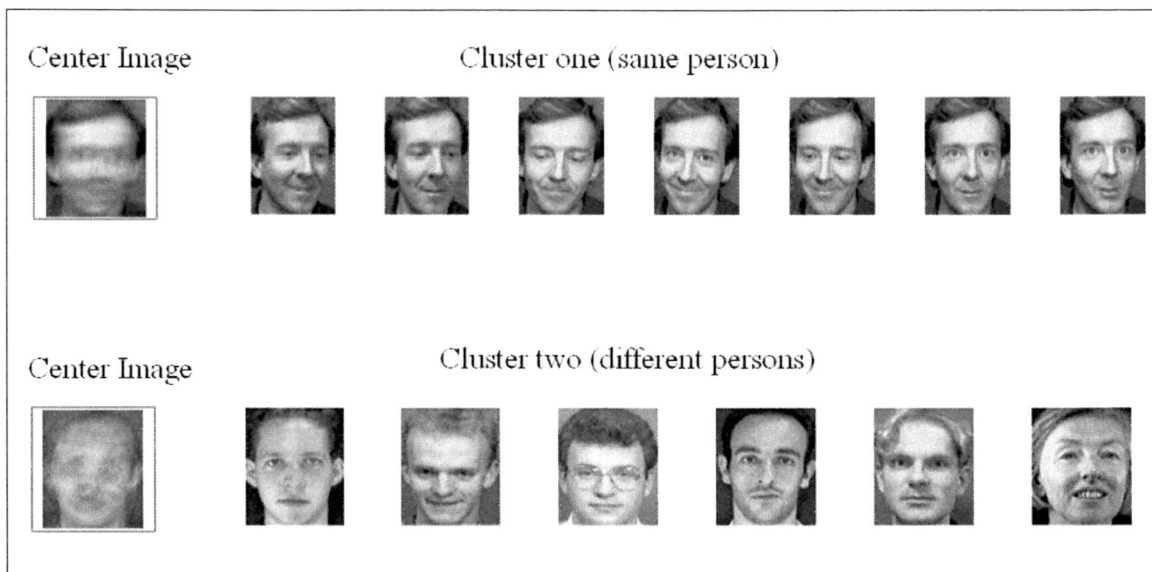 Center Image
Cluster one (same person)
Center Image
Cluster two (different persons)